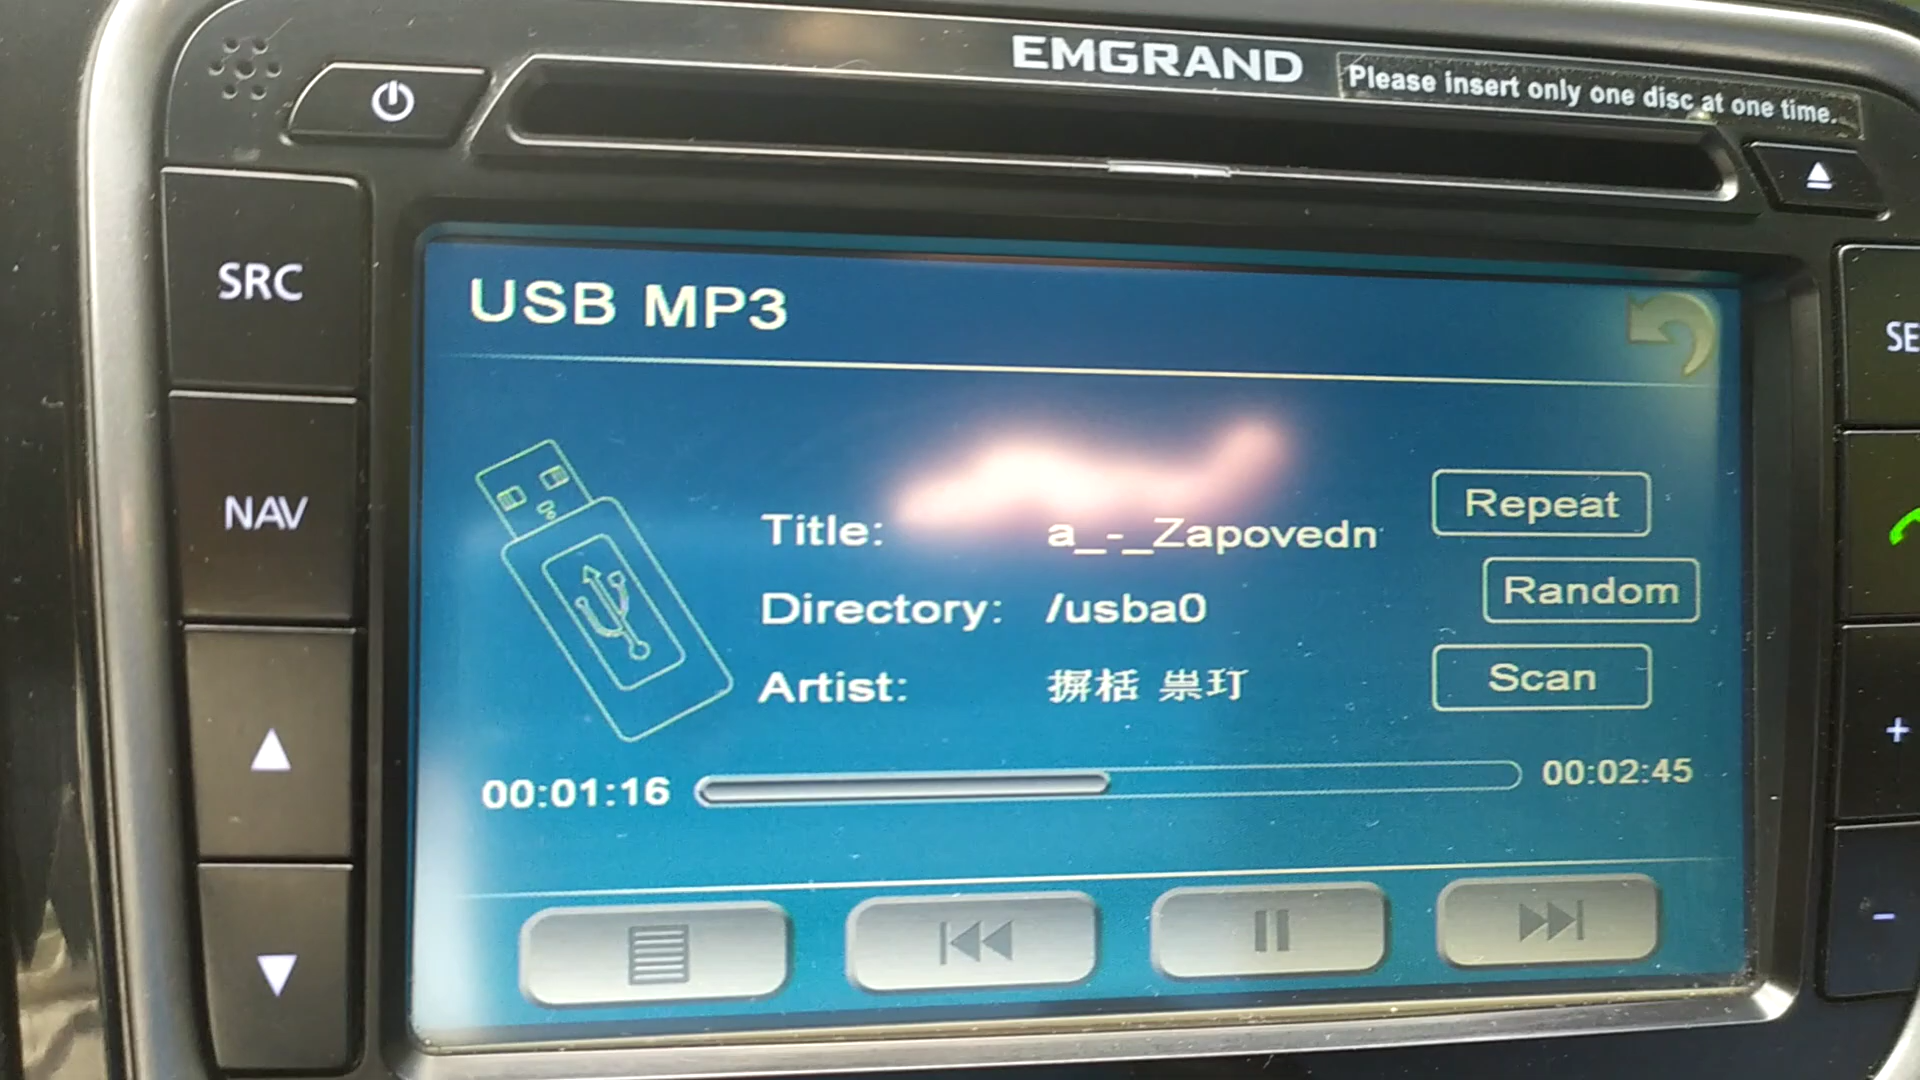 EMGRAND
Please insert only one disc at one time.
SRC
USB MP3
SE
NAV
Title: a_-_Zapovedn
Repeat
Directory: /usba0
Random
Artist: 摒栝 祟玎
Scan
00:01:16
00:02:45
+
-